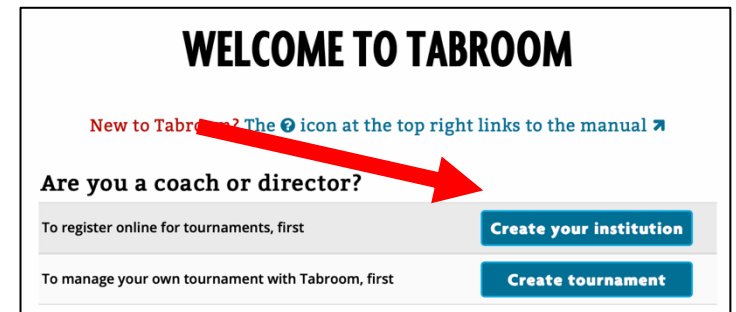 WELCOME TO TABROOM
New to Tabroom? The ? icon at the top right links to the manual
Are you a coach or director?
To register online for tournaments, first
Create your institution
To manage your own tournament with Tabroom, first
Create tournament